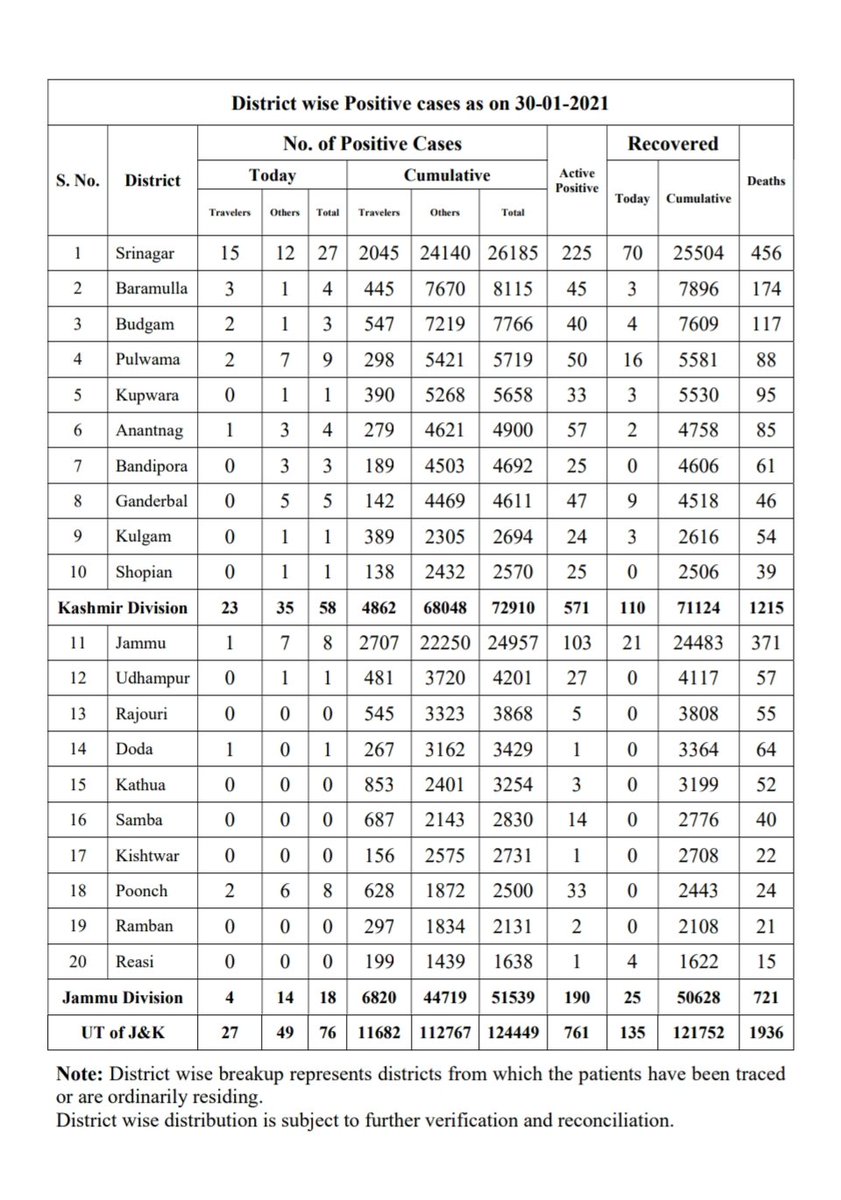 District wise Positive cases as on 30-01-2021
S. No. District No. of Positive Cases Active Positive Recovered Deaths
Today Cumulative Today Cumulative
Travelers Others Total Travelers Others Total
1 Srinagar 15 12 27 2045 24140 26185 225 70 25504 456
2 Baramulla 3 1 4 445 7670 8115 45 3 7896 174
3 Budgam 2 1 3 547 7219 7766 40 4 7609 117
4 Pulwama 2 7 9 298 5421 5719 50 16 5581 88
5 Kupwara 0 1 1 390 5268 5658 33 3 5530 95
6 Anantnag 1 3 4 279 4621 4900 57 2 4758 85
7 Bandipora 0 3 3 189 4503 4692 25 0 4606 61
8 Ganderbal 0 5 5 142 4469 4611 47 9 4518 46
9 Kulgam 0 1 1 389 2305 2694 24 3 2616 54
10 Shopian 0 1 1 138 2432 2570 25 0 2506 39
Kashmir Division 23 35 58 4862 68048 72910 571 110 71124 1215
11 Jammu 1 7 8 2707 22250 24957 103 21 24483 371
12 Udhampur 0 1 1 481 3720 4201 27 0 4117 57
13 Rajouri 0 0 0 545 3323 3868 5 0 3808 55
14 Doda 1 0 1 267 3162 3429 1 0 3364 64
15 Kathua 0 0 0 853 2401 3254 3 0 3199 52
16 Samba 0 0 0 687 2143 2830 14 0 2776 40
17 Kishtwar 0 0 0 156 2575 2731 1 0 2708 22
18 Poonch 2 6 8 628 1872 2500 33 0 2443 24
19 Ramban 0 0 0 297 1834 2131 2 0 2108 21
20 Reasi 0 0 0 199 1439 1638 1 4 1622 15
Jammu Division 4 14 18 6820 44719 51539 190 25 50628 721
UT of J&K 27 49 76 11682 112767 124449 761 135 121752 1936
Note: District wise breakup represents districts from which the patients have been traced
or are ordinarily residing.
District wise distribution is subject to further verification and reconciliation.